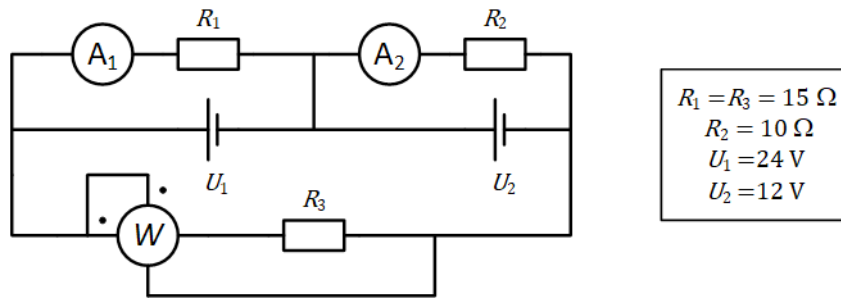 R₁ R₂
A₁ A₂
U₁ U₂
R₃
W
R₁ = R₃ = 15 Ω
R₂ = 10 Ω
U₁ = 24 V
U₂ = 12 V